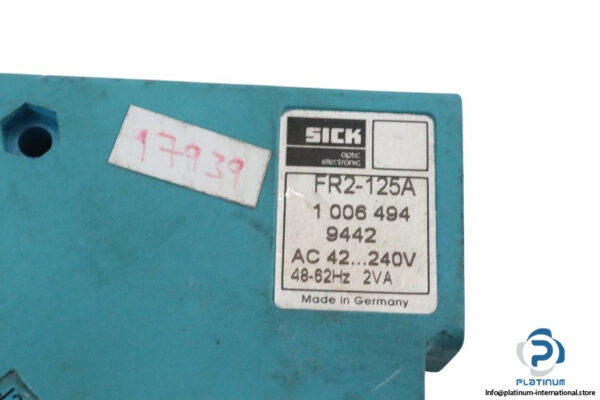 17939
SICK
optic
electronic
FR2-125A
1 006 494
9442
AC 42...240V
48-62Hz 2VA
Made in Germany
PLATINUM
Info@platinum-international.store